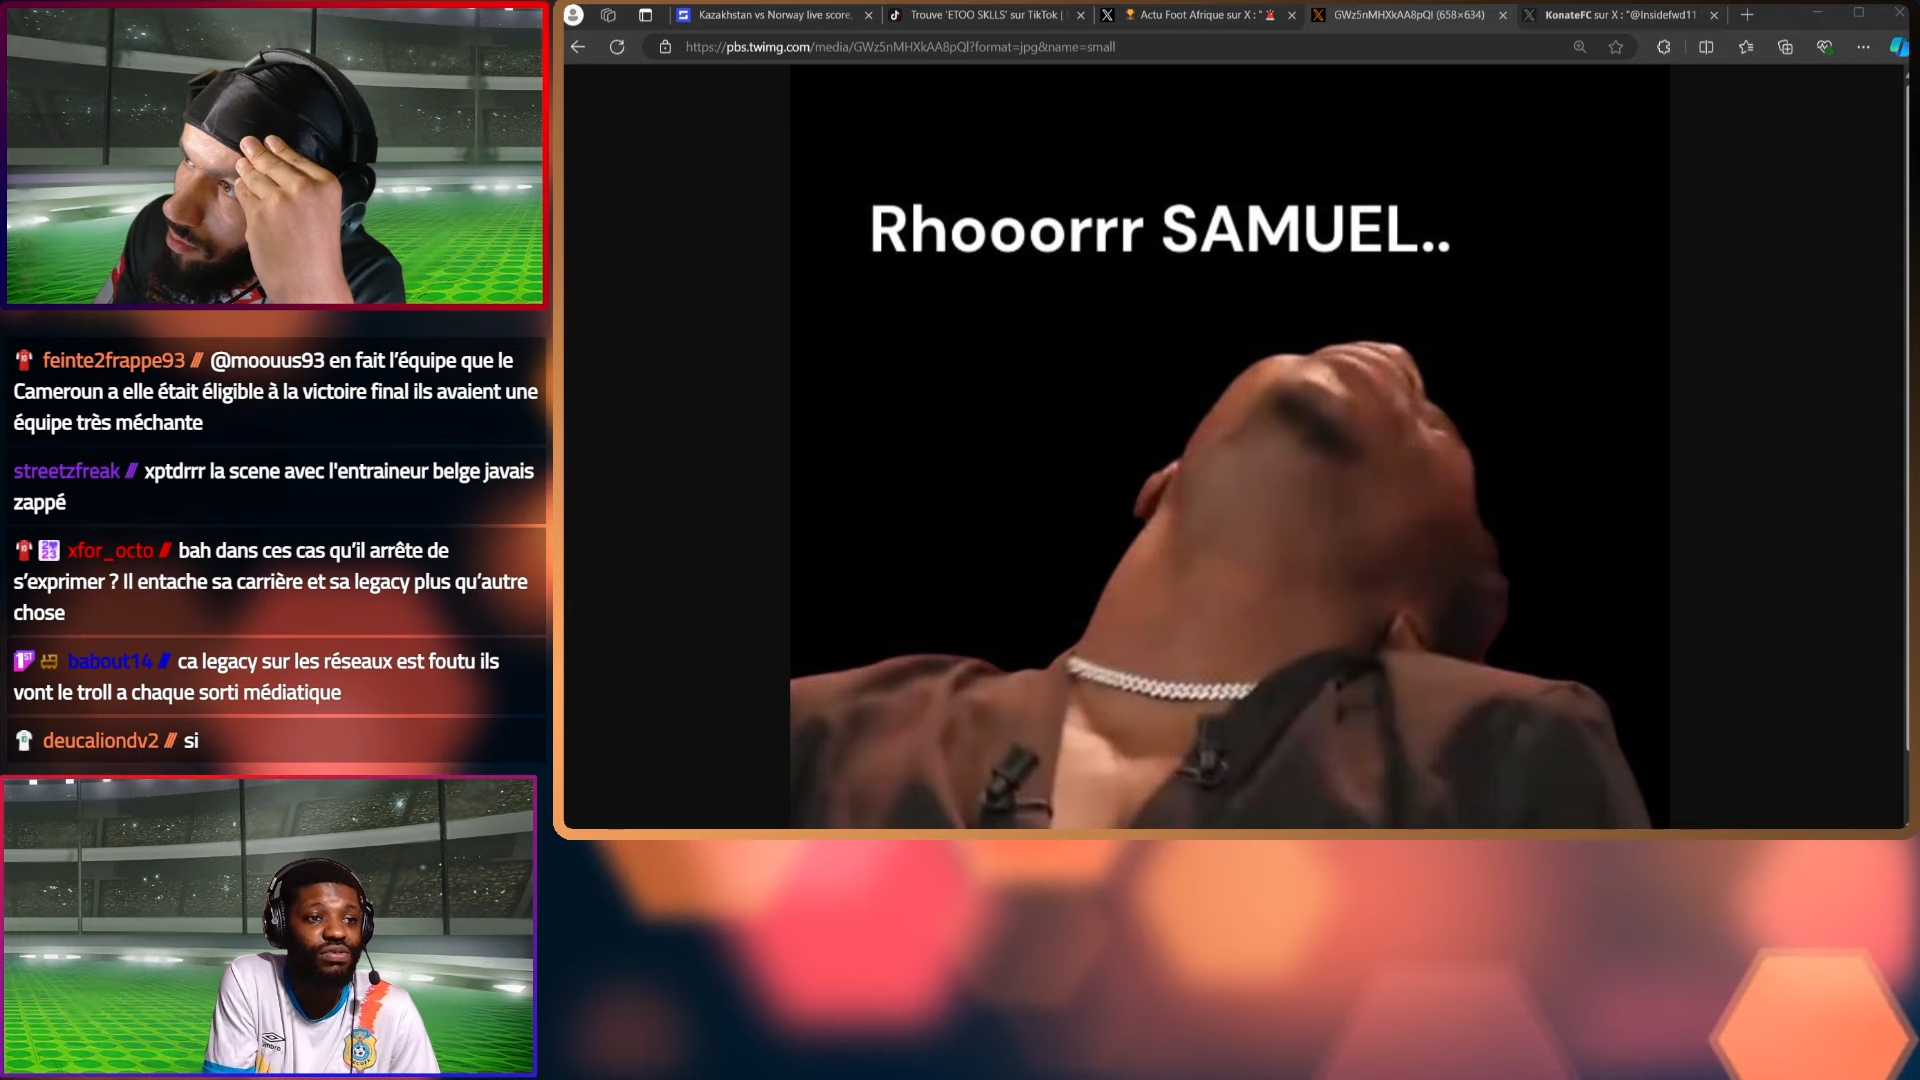 Kazakhstan vs Norway live score,
Trouve 'ETOO SKLLS' sur TikTok |
Actu Foot Afrique sur X : "
GWz5nMHXkAA8pQl (658×634)
KonateFC sur X : "@Insidefwd11
https://pbs.twimg.com/media/GWz5nMHXkAA8pQl?format=jpg&name=small
Rhooorrr SAMUEL..
feinte2frappe93 /// @moouus93 en fait l'équipe que le
Cameroun a elle était éligible à la victoire final ils avaient une
équipe très méchante
streetzfreak /// xptdrrr la scene avec l'entraineur belge javais
zappé
xfor_octo /// bah dans ces cas qu'il arrête de
s'exprimer ? Il entache sa carrière et sa legacy plus qu'autre
chose
1ST babout14 /// ca legacy sur les réseaux est foutu ils
vont le troll a chaque sorti médiatique
deucaliondv2 /// si
umbro